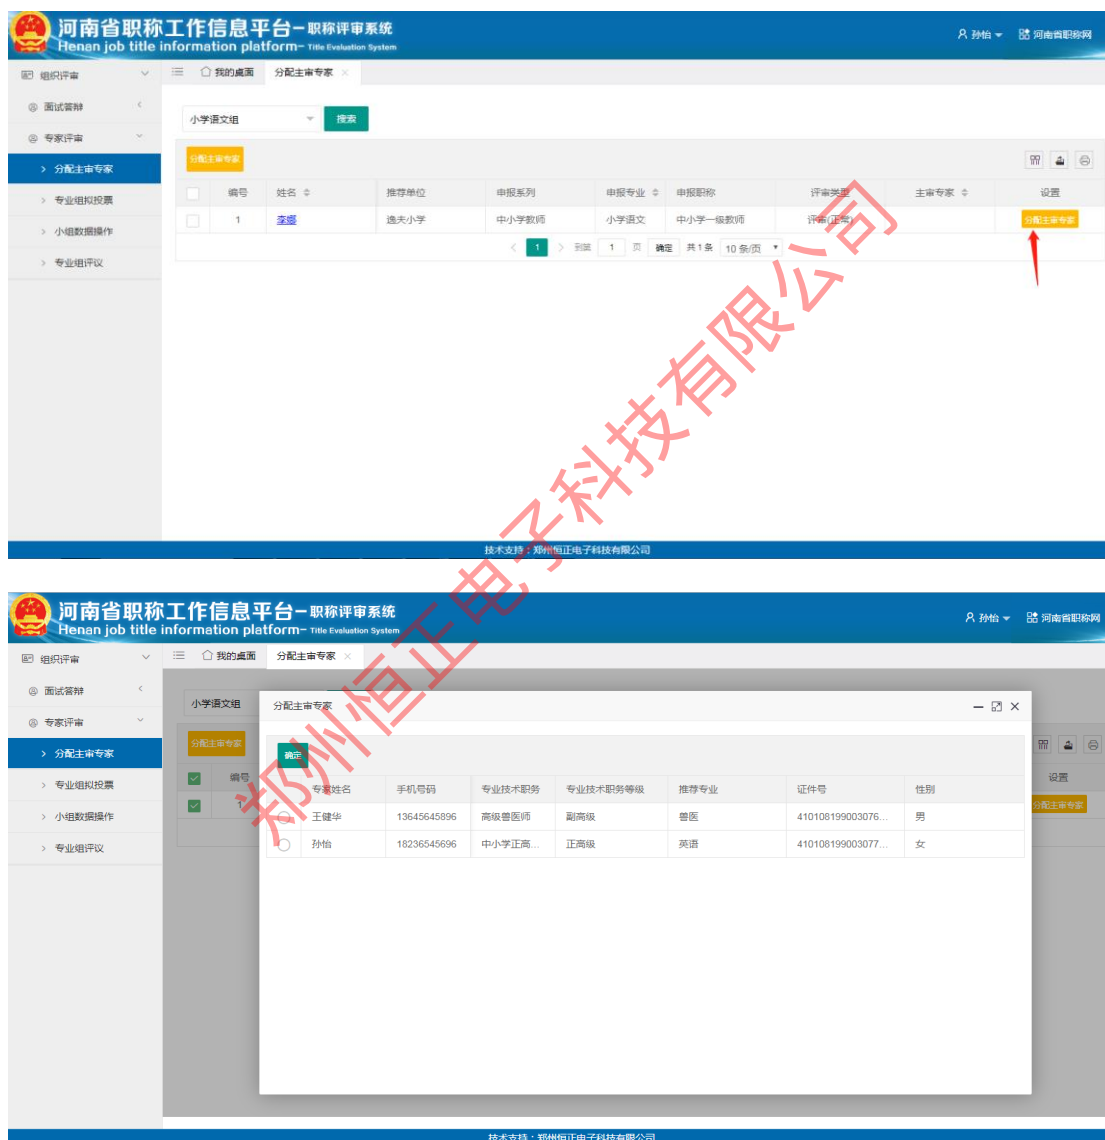 河南省职称工作信息平台-职称评审系统
Henan job title information platform- Title Evaluation System
孙怡 河南省职称网
组织评审
我的桌面 分配主审专家
面试答辩
专家评审
分配主审专家
专业组拟投票
小组数据操作
专业组评议
小学语文组 搜索
分配主审专家
编号 姓名 推荐单位 申报系列 申报专业 申报职称 评审类型 主审专家 设置
1 李娜 逸夫小学 中小学教师 小学语文 中小学一级教师 评审(正常) 分配主审专家
< 1 > 到第 1 页 确定 共 1 条 10 条/页
技术支持：郑州恒正电子科技有限公司
河南省职称工作信息平台-职称评审系统
Henan job title information platform- Title Evaluation System
孙怡 河南省职称网
组织评审
我的桌面 分配主审专家
面试答辩
专家评审
分配主审专家
专业组拟投票
小组数据操作
专业组评议
小学语文组
分配主审专家
编号 设置
1 分配主审专家
分配主审专家
确定
专家姓名 手机号码 专业技术职务 专业技术职务等级 推荐专业 证件号 性别
王健华 13645645896 高级兽医师 副高级 兽医 410108199003076... 男
孙怡 18236545696 中小学正高... 正高级 英语 410108199003077... 女
技术支持：郑州恒正电子科技有限公司
郑州恒正电子科技有限公司